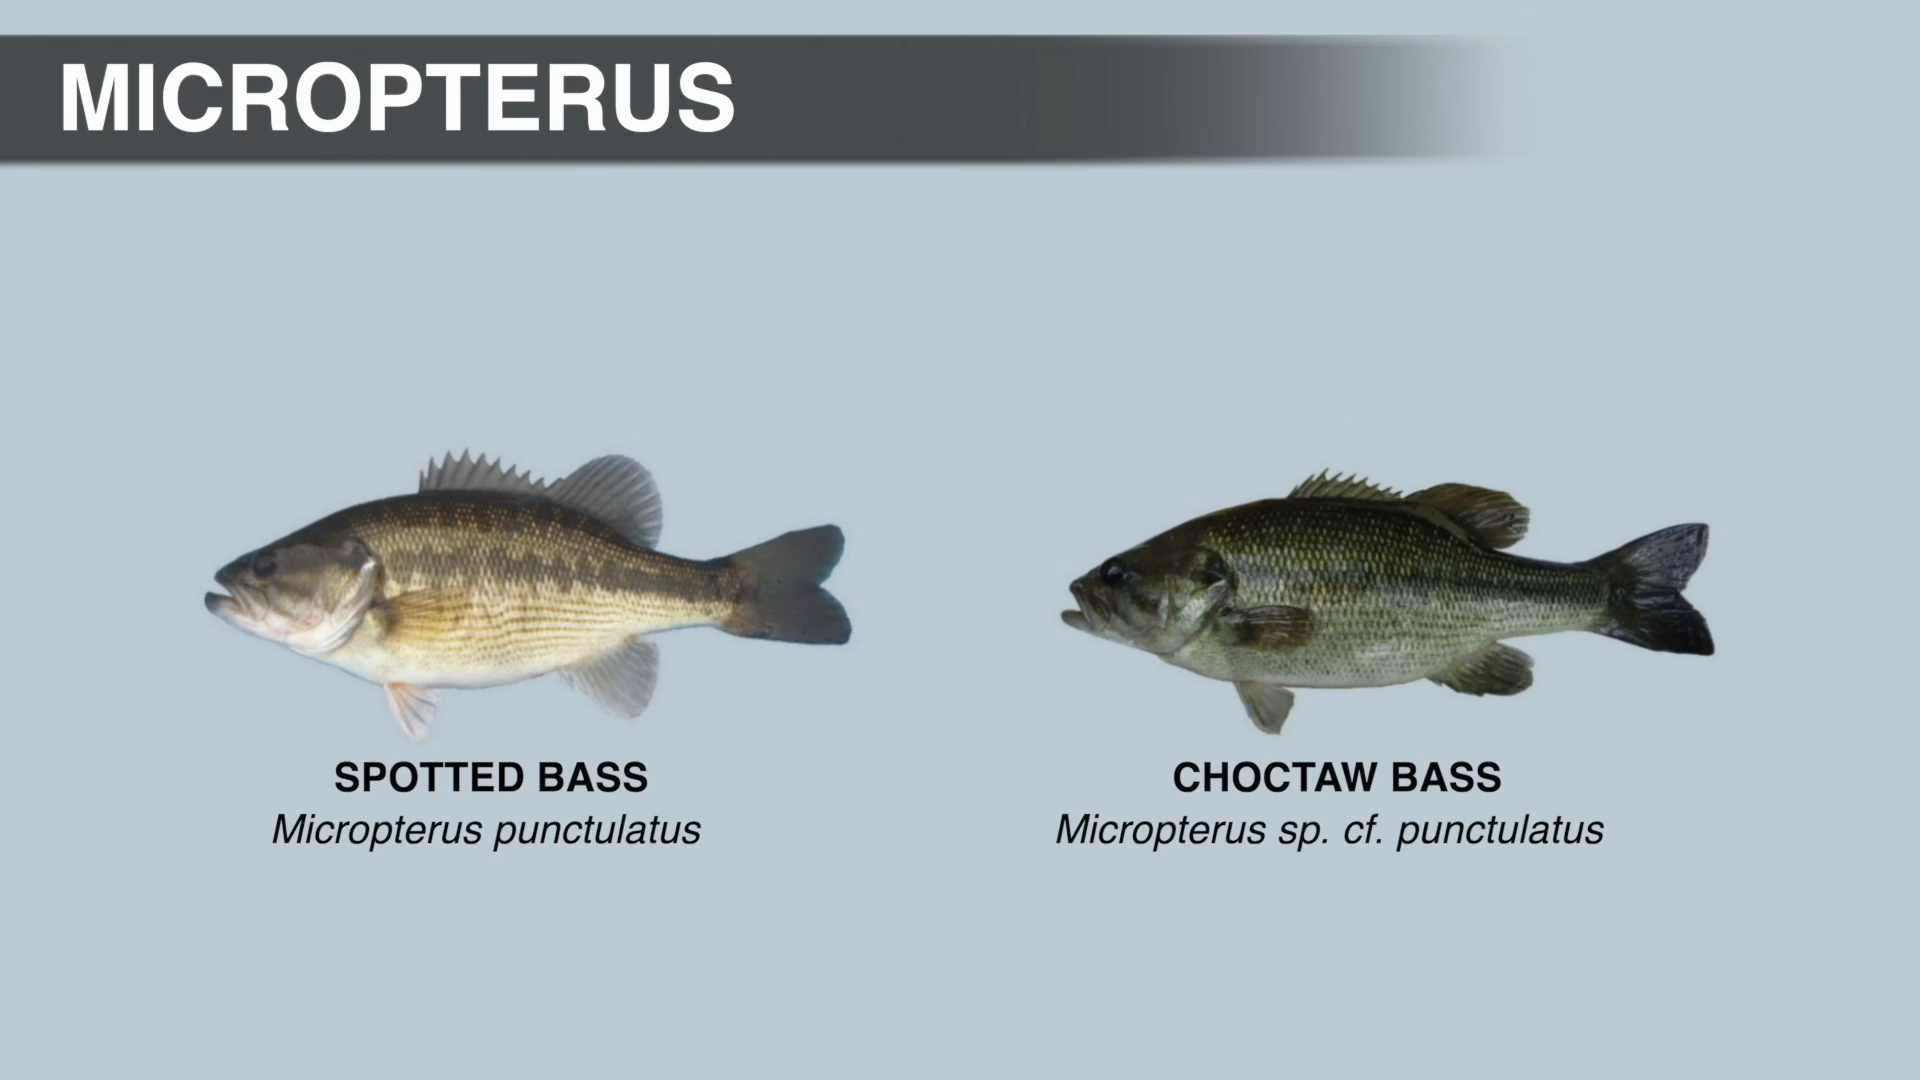 MICROPTERUS
SPOTTED BASS
Micropterus punctulatus
CHOCTAW BASS
Micropterus sp. cf. punctulatus